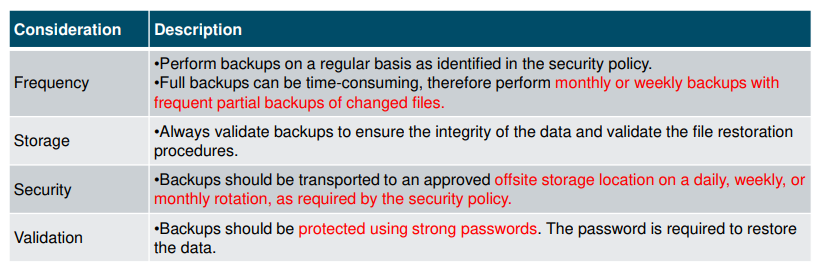 Consideration Description
Frequency
•Perform backups on a regular basis as identified in the security policy.
•Full backups can be time-consuming, therefore perform monthly or weekly backups with
frequent partial backups of changed files.
Storage
•Always validate backups to ensure the integrity of the data and validate the file restoration
procedures.
Security
•Backups should be transported to an approved offsite storage location on a daily, weekly, or
monthly rotation, as required by the security policy.
Validation
•Backups should be protected using strong passwords. The password is required to restore
the data.